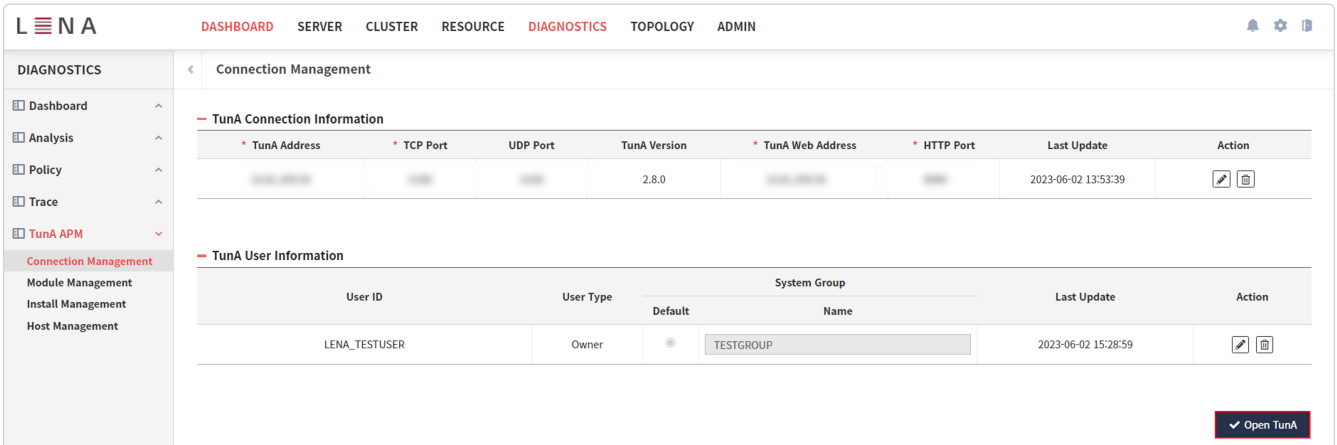 LENA
DASHBOARD SERVER CLUSTER RESOURCE DIAGNOSTICS TOPOLOGY ADMIN
DIAGNOSTICS
Connection Management
Dashboard
Analysis
Policy
Trace
TunA APM
Connection Management
Module Management
Install Management
Host Management
TunA Connection Information
* TunA Address * TCP Port UDP Port TunA Version * TunA Web Address * HTTP Port Last Update Action
2.8.0 2023-06-02 13:53:39
TunA User Information
User ID User Type System Group Last Update Action
Default Name
LENA_TESTUSER Owner TESTGROUP 2023-06-02 15:28:59
Open TunA